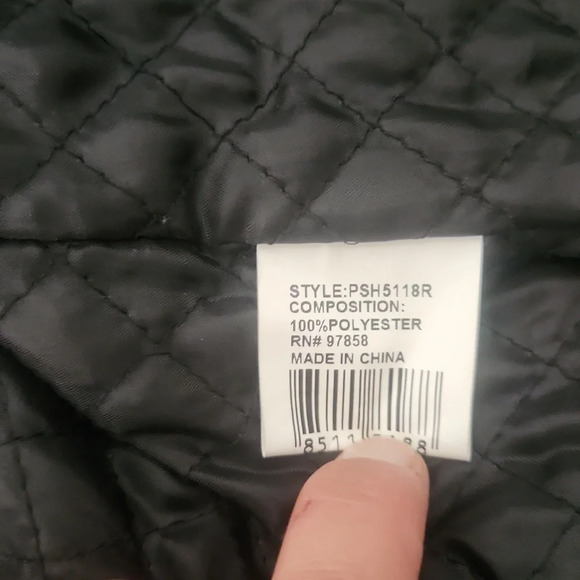 STYLE:PSH5118R
COMPOSITION:
100%POLYESTER
RN# 97858
MADE IN CHINA